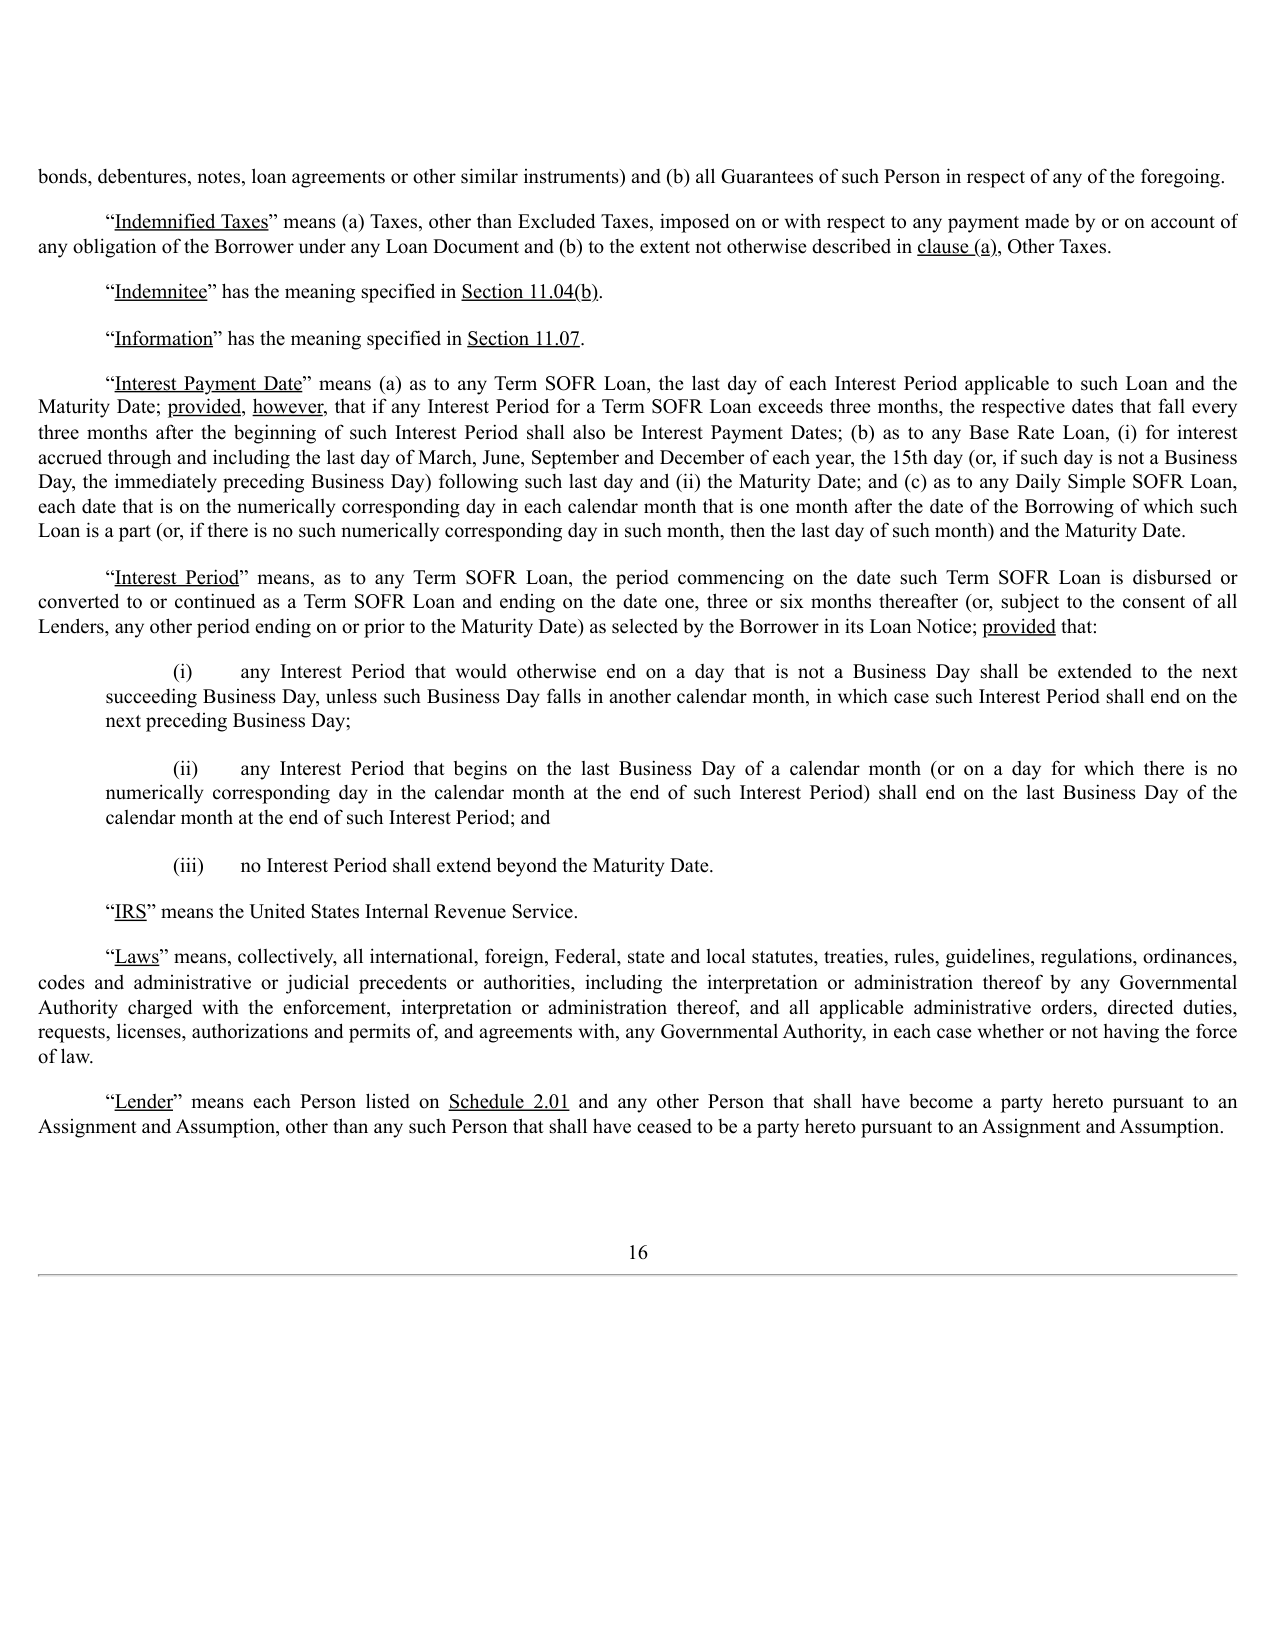 bonds, debentures, notes, loan agreements or other similar instruments) and (b) all Guarantees of such Person in respect of any of the foregoing.
“Indemnified Taxes” means (a) Taxes, other than Excluded Taxes, imposed on or with respect to any payment made by or on account of
any obligation of the Borrower under any Loan Document and (b) to the extent not otherwise described in clause (a), Other Taxes.
“Indemnitee” has the meaning specified in Section 11.04(b).
“Information” has the meaning specified in Section 11.07.
“Interest Payment Date” means (a) as to any Term SOFR Loan, the last day of each Interest Period applicable to such Loan and the
Maturity Date; provided, however, that if any Interest Period for a Term SOFR Loan exceeds three months, the respective dates that fall every
three months after the beginning of such Interest Period shall also be Interest Payment Dates; (b) as to any Base Rate Loan, (i) for interest
accrued through and including the last day of March, June, September and December of each year, the 15th day (or, if such day is not a Business
Day, the immediately preceding Business Day) following such last day and (ii) the Maturity Date; and (c) as to any Daily Simple SOFR Loan,
each date that is on the numerically corresponding day in each calendar month that is one month after the date of the Borrowing of which such
Loan is a part (or, if there is no such numerically corresponding day in such month, then the last day of such month) and the Maturity Date.
“Interest Period” means, as to any Term SOFR Loan, the period commencing on the date such Term SOFR Loan is disbursed or
converted to or continued as a Term SOFR Loan and ending on the date one, three or six months thereafter (or, subject to the consent of all
Lenders, any other period ending on or prior to the Maturity Date) as selected by the Borrower in its Loan Notice; provided that:
(i) any Interest Period that would otherwise end on a day that is not a Business Day shall be extended to the next
succeeding Business Day, unless such Business Day falls in another calendar month, in which case such Interest Period shall end on the
next preceding Business Day;
(ii) any Interest Period that begins on the last Business Day of a calendar month (or on a day for which there is no
numerically corresponding day in the calendar month at the end of such Interest Period) shall end on the last Business Day of the
calendar month at the end of such Interest Period; and
(iii) no Interest Period shall extend beyond the Maturity Date.
“IRS” means the United States Internal Revenue Service.
“Laws” means, collectively, all international, foreign, Federal, state and local statutes, treaties, rules, guidelines, regulations, ordinances,
codes and administrative or judicial precedents or authorities, including the interpretation or administration thereof by any Governmental
Authority charged with the enforcement, interpretation or administration thereof, and all applicable administrative orders, directed duties,
requests, licenses, authorizations and permits of, and agreements with, any Governmental Authority, in each case whether or not having the force
of law.
“Lender” means each Person listed on Schedule 2.01 and any other Person that shall have become a party hereto pursuant to an
Assignment and Assumption, other than any such Person that shall have ceased to be a party hereto pursuant to an Assignment and Assumption.
16